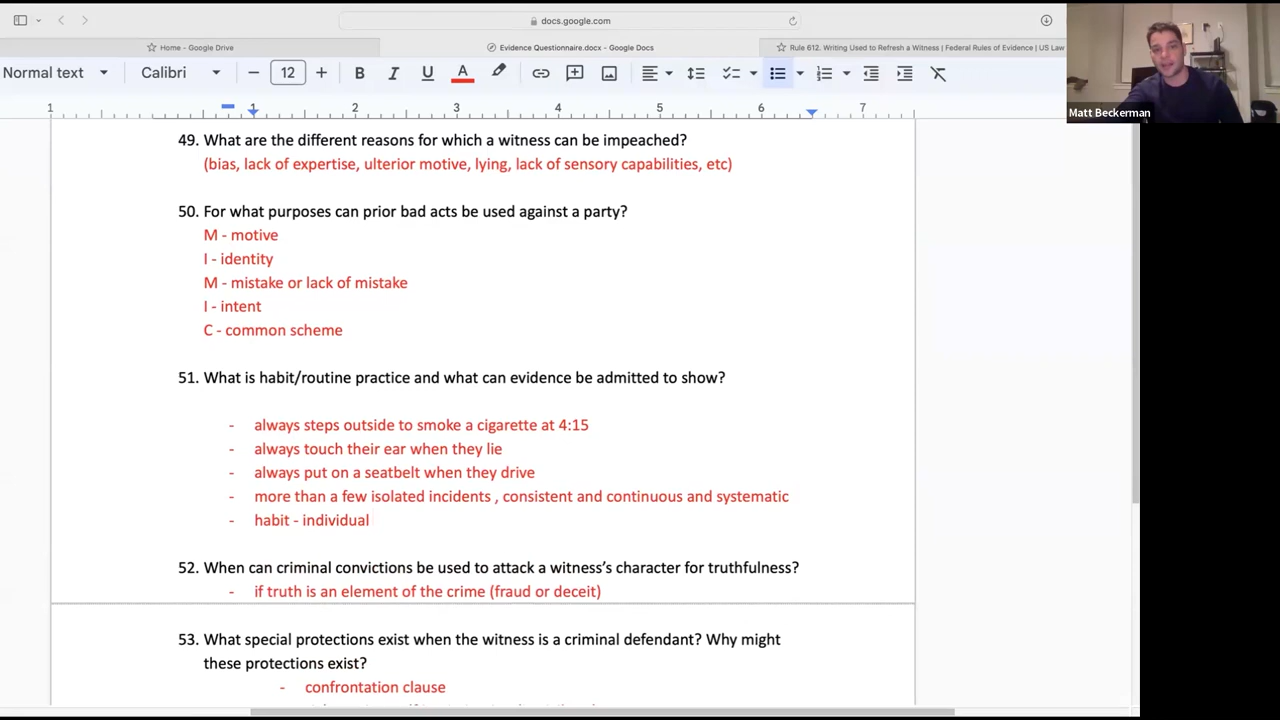 docs.google.com
Home - Google Drive
Evidence Questionnaire.docx - Google Docs
Rule 612. Writing Used to Refresh a Witness | Federal Rules of Evidence | US Law
Normal text
Calibri
12
B I U A
1 1 2 3 4 5 6 7
Matt Beckerman
49. What are the different reasons for which a witness can be impeached?
(bias, lack of expertise, ulterior motive, lying, lack of sensory capabilities, etc)
50. For what purposes can prior bad acts be used against a party?
M - motive
I - identity
M - mistake or lack of mistake
I - intent
C - common scheme
51. What is habit/routine practice and what can evidence be admitted to show?
- always steps outside to smoke a cigarette at 4:15
- always touch their ear when they lie
- always put on a seatbelt when they drive
- more than a few isolated incidents , consistent and continuous and systematic
- habit - individual
52. When can criminal convictions be used to attack a witness’s character for truthfulness?
- if truth is an element of the crime (fraud or deceit)
53. What special protections exist when the witness is a criminal defendant? Why might
these protections exist?
- confrontation clause